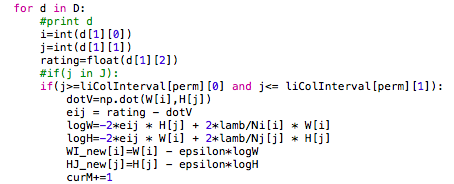 for d in D:
#print d
i=int(d[1][0])
j=int(d[1][1])
rating=float(d[1][2])
#if(j in J):
if(j>=liColInterval[perm][0] and j<= liColInterval[perm][1]):
dotV=np.dot(W[i],H[j])
eij = rating - dotV
logW=-2*eij * H[j] + 2*lamb/Ni[i] * W[i]
logH=-2*eij * W[i] + 2*lamb/Nj[j] * H[j]
WI_new[i]=W[i] - epsilon*logW
HJ_new[j]=H[j] - epsilon*logH
curM+=1